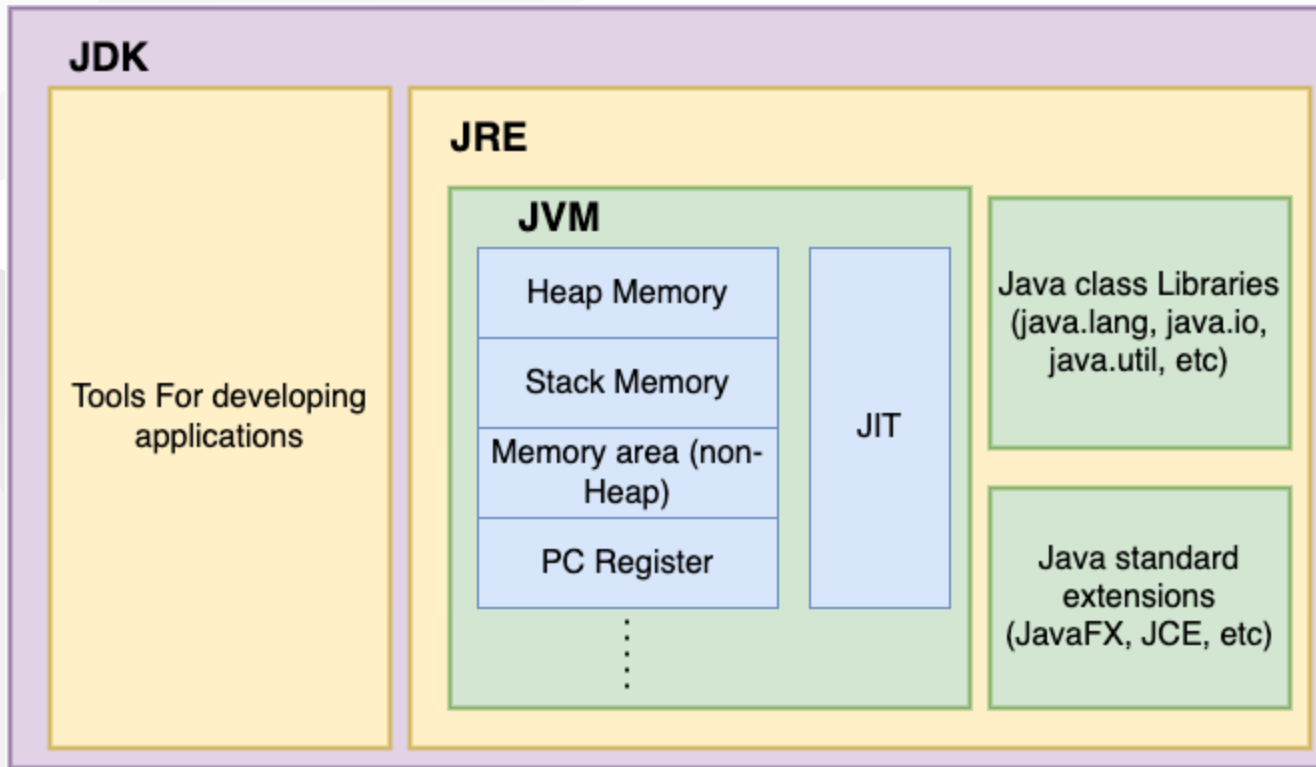 JDK
Tools For developing
applications
JRE
JVM
Heap Memory
Stack Memory
Memory area (non-
Heap)
PC Register
JIT
Java class Libraries
(java.lang, java.io,
java.util, etc)
Java standard
extensions
(JavaFX, JCE, etc)